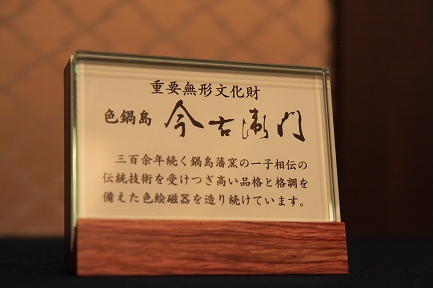 重要無形文化財
色鍋島 今右衛門
三百余年続く鍋島藩窯の一子相伝の
伝統技術を受けつぎ高い品格と格調を
備えた色絵磁器を造り続けています。